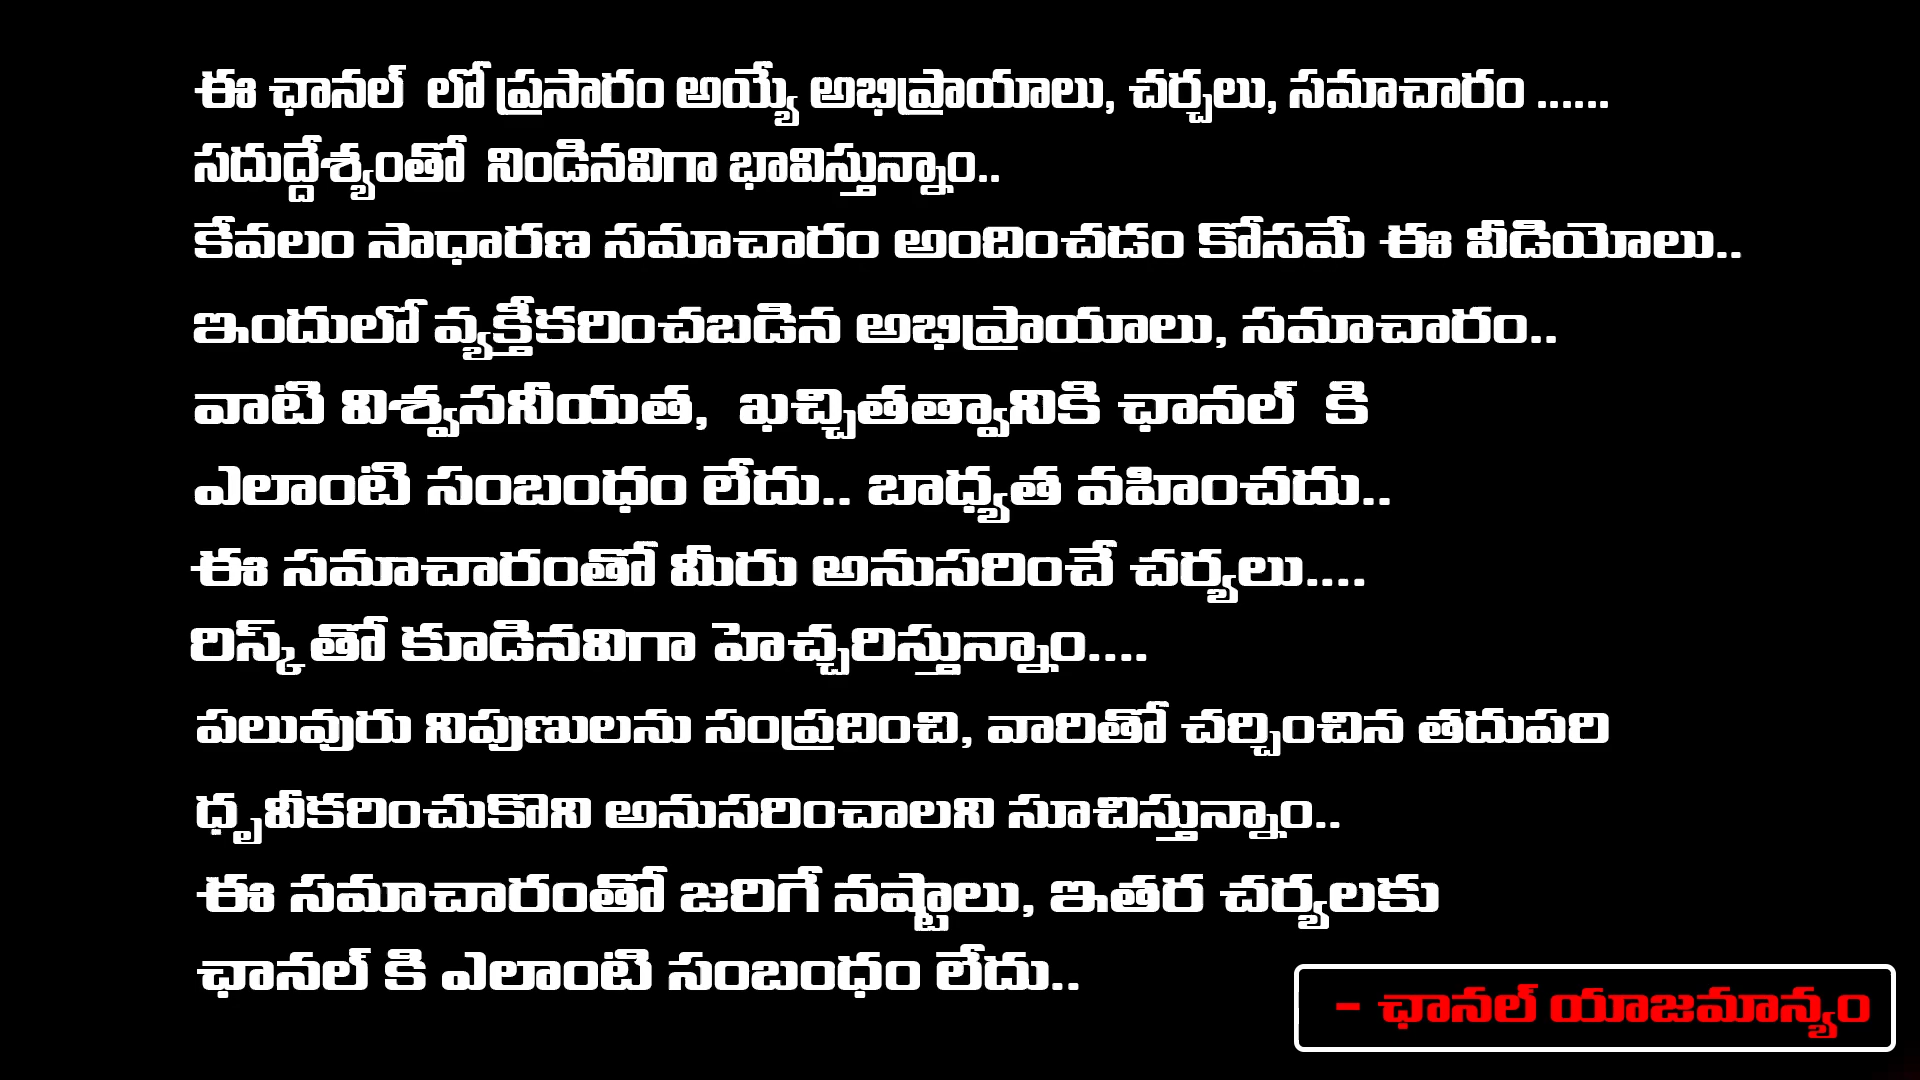 ఈ ఛానల్ లో ప్రసారం అయ్యే అభిప్రాయాలు, చర్చలు, సమాచారం ......
సదుద్దేశ్యంతో నిండినవిగా భావిస్తున్నాం..
కేవలం సాధారణ సమాచారం అందించడం కోసమే ఈ వీడియోలు..
ఇందులో వ్యక్తీకరించబడిన అభిప్రాయాలు, సమాచారం..
వాటి విశ్వసనీయత, ఖచ్చితత్వానికి ఛానల్ కి
ఎలాంటి సంబంధం లేదు.. బాధ్యత వహించదు..
ఈ సమాచారంతో మీరు అనుసరించే చర్యలు....
రిస్క్ తో కూడినవిగా హెచ్చరిస్తున్నాం....
పలువురు నిపుణులను సంప్రదించి, వారితో చర్చించిన తదుపరి
ధృవీకరించుకొని అనుసరించాలని సూచిస్తున్నాం..
ఈ సమాచారంతో జరిగే నష్టాలు, ఇతర చర్యలకు
ఛానల్ కి ఎలాంటి సంబంధం లేదు..
- ఛానల్ యాజమాన్యం